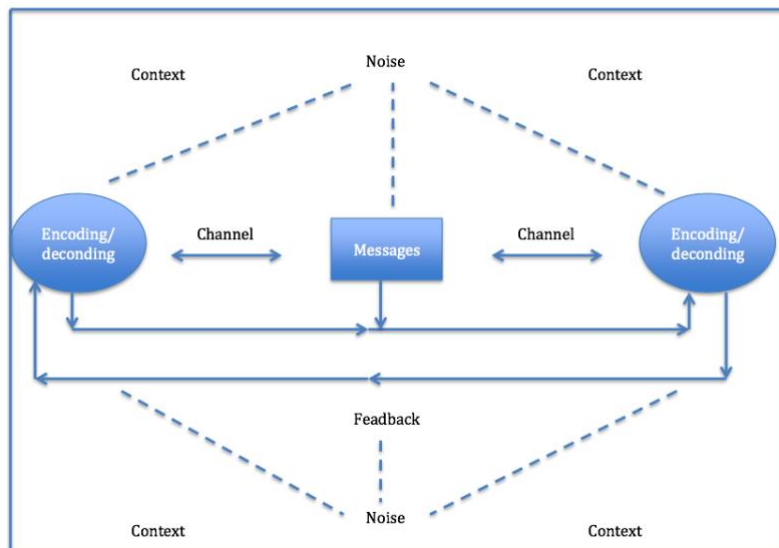 Noise
Context
Context
Encoding/
deconding
Channel
Messages
Channel
Encoding/
deconding
Feadback
Noise
Context
Context